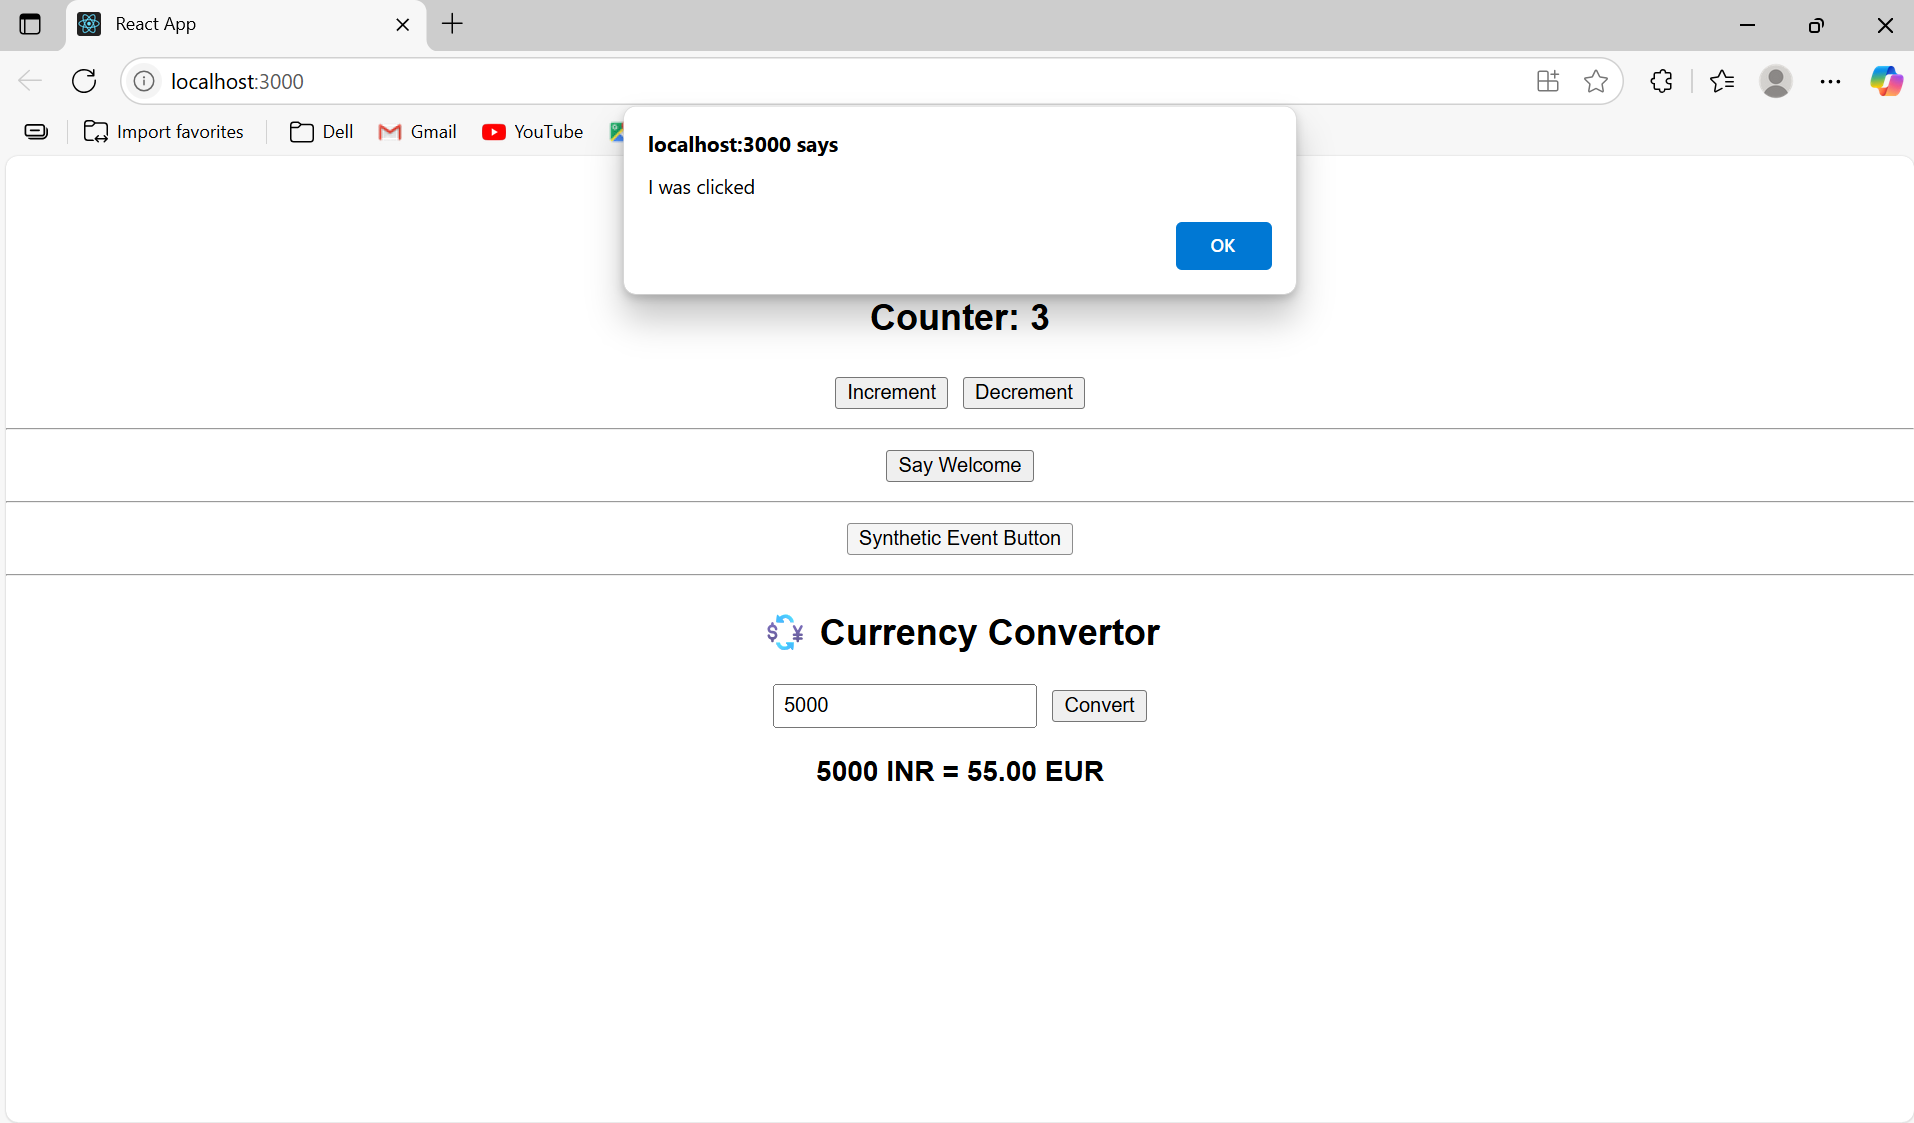 React App
localhost:3000
Import favorites Dell Gmail YouTube
localhost:3000 says
I was clicked
OK
Counter: 3
Increment Decrement
Say Welcome
Synthetic Event Button
Currency Convertor
5000 Convert
5000 INR = 55.00 EUR